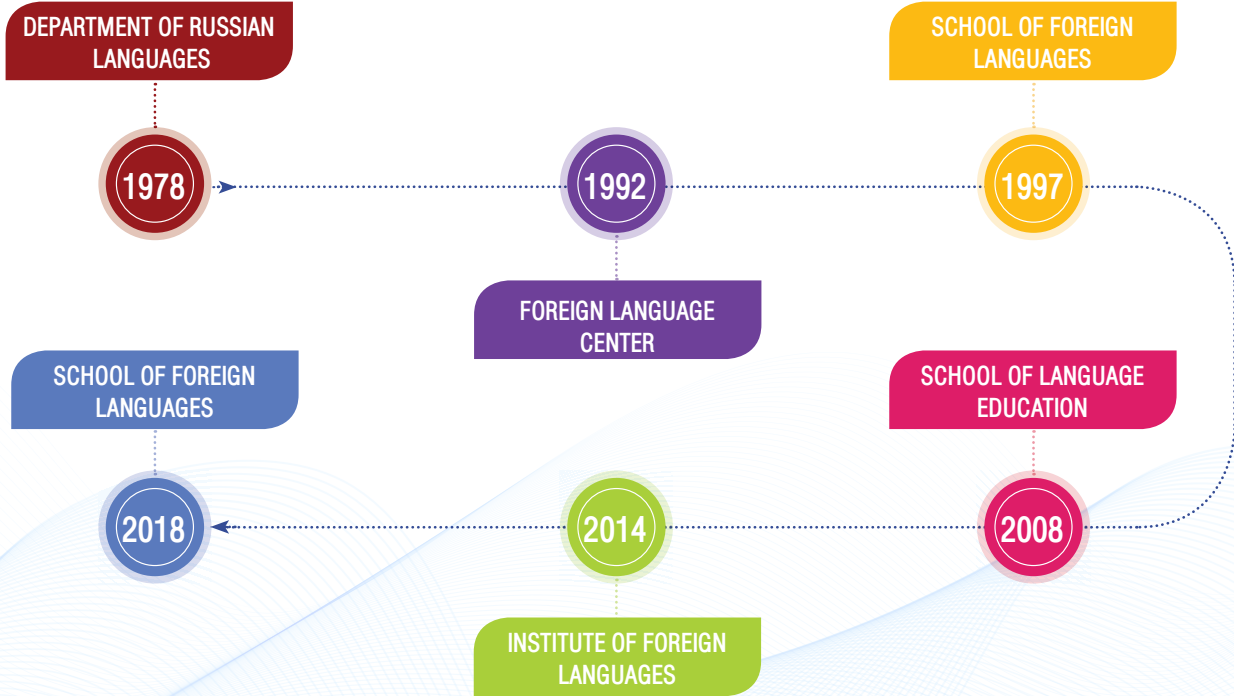 DEPARTMENT OF RUSSIAN
LANGUAGES
1978
1992
FOREIGN LANGUAGE
CENTER
SCHOOL OF FOREIGN
LANGUAGES
1997
SCHOOL OF LANGUAGE
EDUCATION
2008
2014
INSTITUTE OF FOREIGN
LANGUAGES
SCHOOL OF FOREIGN
LANGUAGES
2018